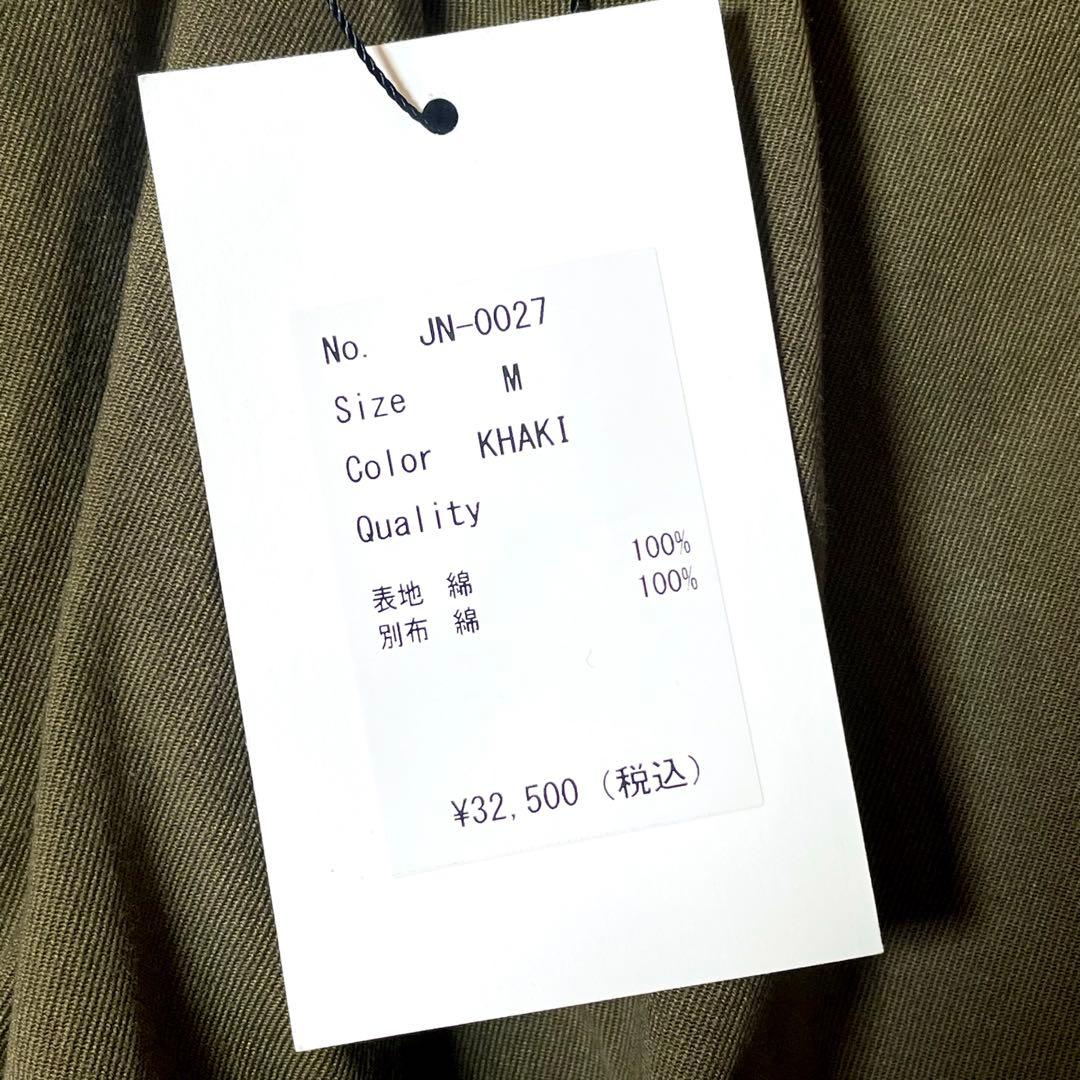 No. JN-0027
Size M
Color KHAKI
Quality
表地 綿 100%
別布 綿 100%
¥32,500 (税込)